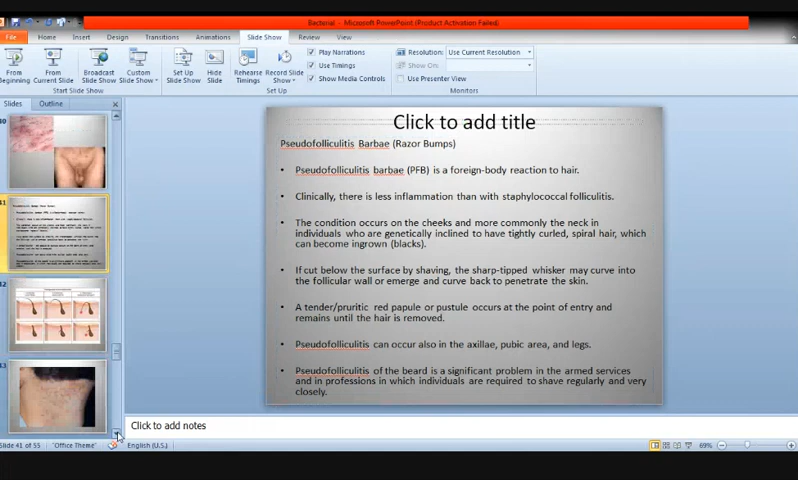 Bacterial - Microsoft PowerPoint (Product Activation Failed)
File Home Insert Design Transitions Animations Slide Show Review View
From Beginning
From Current Slide
Broadcast Slide Show
Custom Slide Show
Set Up Slide Show
Hide Slide
Rehearse Timings
Record Slide Show
Play Narrations
Use Timings
Show Media Controls
Resolution: Use Current Resolution
Show On:
Use Presenter View
Start Slide Show
Set Up
Monitors
Slides Outline
Click to add title
Pseudofolliculitis Barbae (Razor Bumps)
• Pseudofolliculitis barbae (PFB) is a foreign-body reaction to hair.
• Clinically, there is less inflammation than with staphylococcal folliculitis.
• The condition occurs on the cheeks and more commonly the neck in
individuals who are genetically inclined to have tightly curled, spiral hair, which
can become ingrown (blacks).
• If cut below the surface by shaving, the sharp-tipped whisker may curve into
the follicular wall or emerge and curve back to penetrate the skin.
• A tender/pruritic red papule or pustule occurs at the point of entry and
remains until the hair is removed.
• Pseudofolliculitis can occur also in the axillae, pubic area, and legs.
• Pseudofolliculitis of the beard is a significant problem in the armed services
and in professions in which individuals are required to shave regularly and very
closely.
Click to add notes
Slide 41 of 55 "Office Theme" English (U.S.) 69%